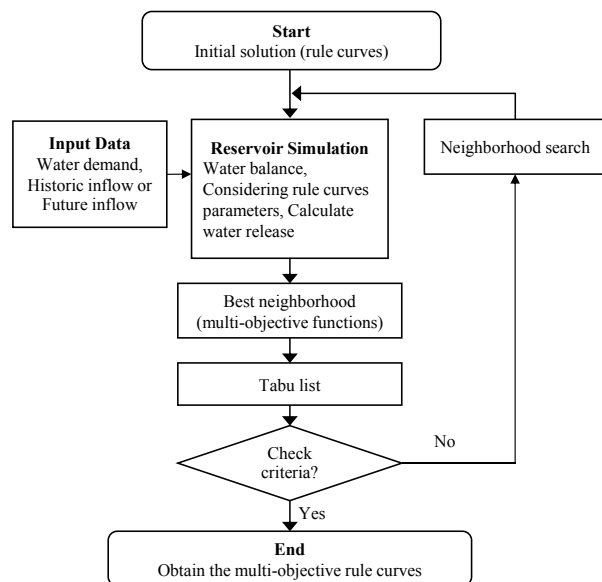 Start
Initial solution (rule curves)
Input Data
Water demand,
Historic inflow or
Future inflow
Reservoir Simulation
Water balance,
Considering rule curves
parameters, Calculate
water release
Neighborhood search
Best neighborhood
(multi-objective functions)
Tabu list
Check
criteria?
No
Yes
End
Obtain the multi-objective rule curves